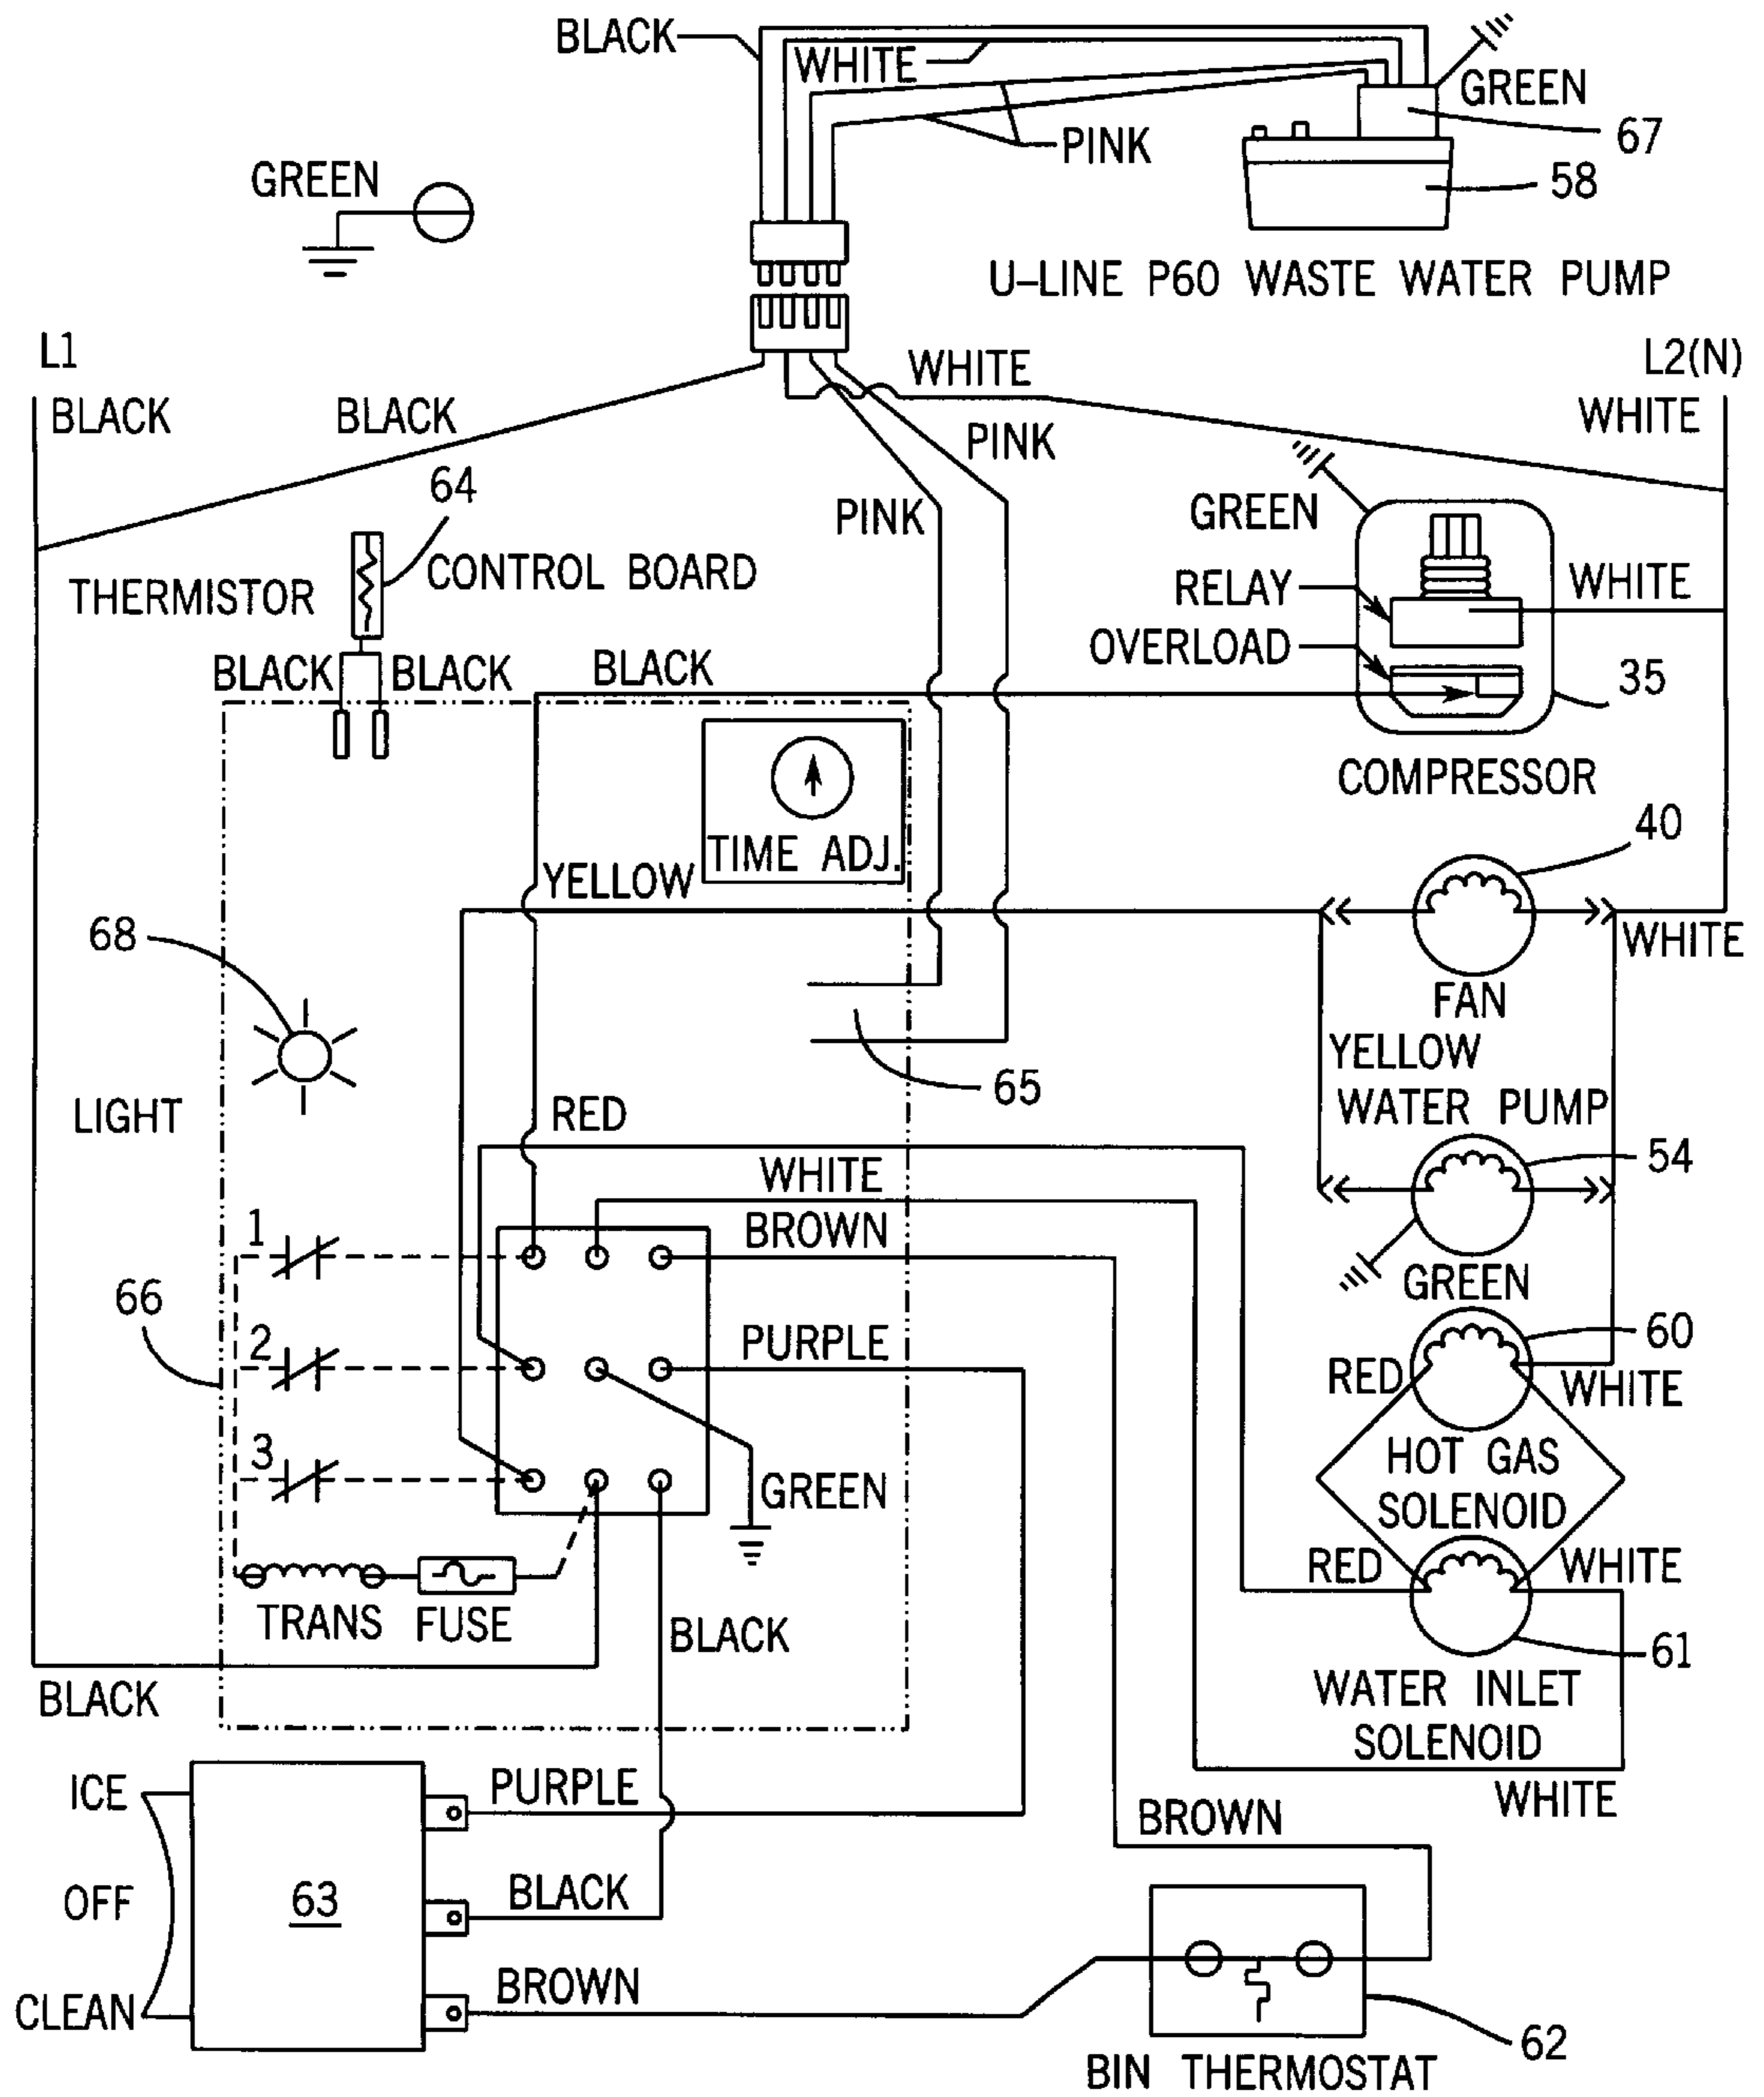 BLACK
WHITE
GREEN
67
PINK
58
GREEN
U-LINE P60 WASTE WATER PUMP
L1
WHITE
L2(N)
BLACK
BLACK
WHITE
PINK
64
PINK
GREEN
CONTROL BOARD
THERMISTOR
RELAY
WHITE
OVERLOAD
BLACK
BLACK
BLACK
35
COMPRESSOR
40
TIME ADJ.
YELLOW
68
WHITE
FAN
YELLOW
65
LIGHT
RED
WATER PUMP
54
WHITE
1
BROWN
GREEN
66
2
PURPLE
60
RED
WHITE
3
HOT GAS
SOLENOID
GREEN
RED
WHITE
TRANS
FUSE
BLACK
61
BLACK
WATER INLET
SOLENOID
ICE
PURPLE
WHITE
BROWN
OFF
63
BLACK
CLEAN
BROWN
62
BIN THERMOSTAT